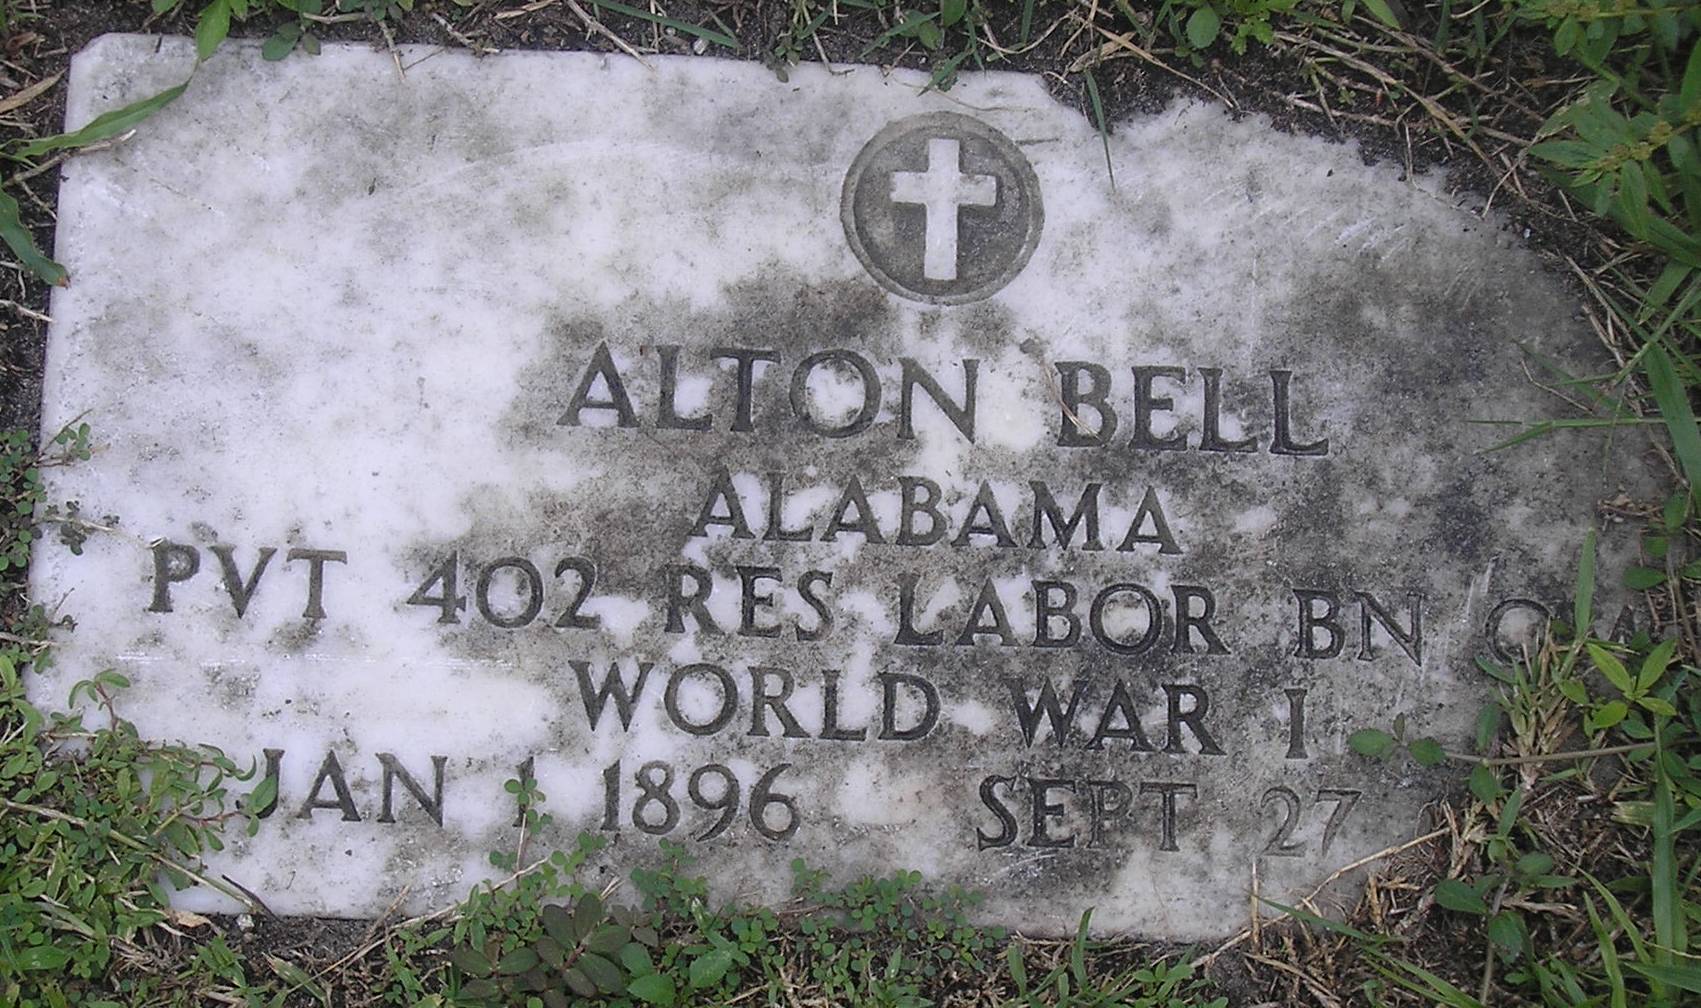 ALTON BELL
ALABAMA
PVT 402 RES LABOR BN
WORLD WAR I
JAN 1 1896 SEPT 27